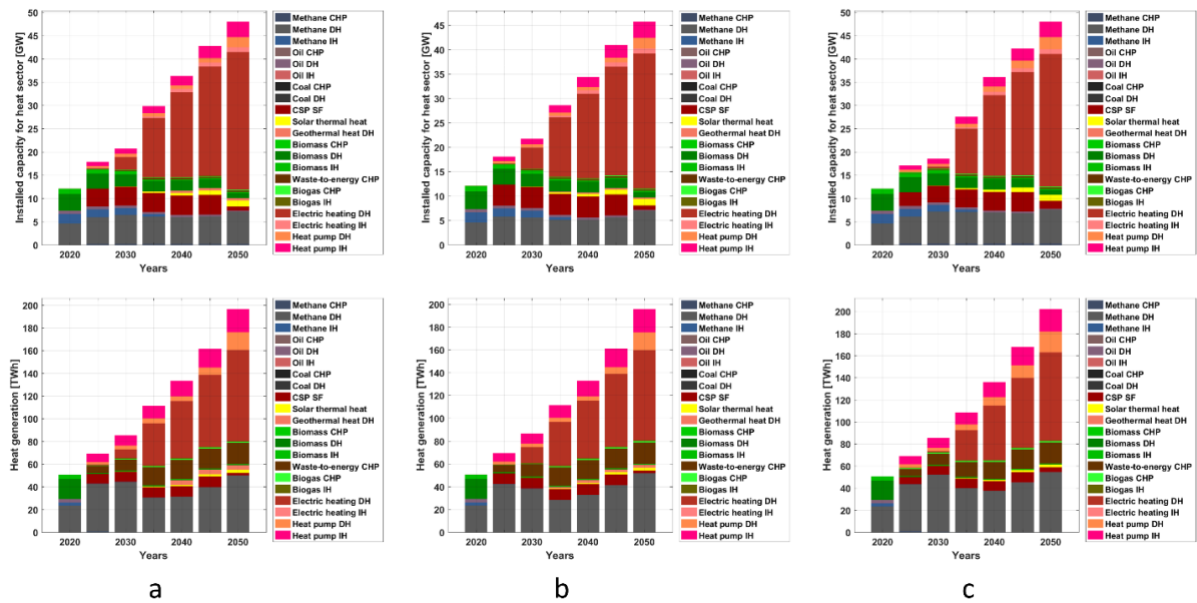 Installed capacity for heat sector [GW]
50
45
40
35
30
25
20
15
10
5
0
2020 2030 2040 2050
Years
Methane CHP
Methane DH
Methane IH
Oil CHP
Oil DH
Oil IH
Coal CHP
Coal DH
CSP SF
Solar thermal heat
Geothermal heat DH
Biomass CHP
Biomass DH
Biomass IH
Waste-to-energy CHP
Biogas CHP
Biogas IH
Electric heating DH
Electric heating IH
Heat pump DH
Heat pump IH
Installed capacity for heat sector [GW]
45
40
35
30
25
20
15
10
5
0
2020 2030 2040 2050
Years
Methane CHP
Methane DH
Methane IH
Oil CHP
Oil DH
Oil IH
Coal CHP
Coal DH
CSP SF
Solar thermal heat
Geothermal heat DH
Biomass CHP
Biomass DH
Biomass IH
Waste-to-energy CHP
Biogas CHP
Biogas IH
Electric heating DH
Electric heating IH
Heat pump DH
Heat pump IH
Installed capacity for heat sector [GW]
50
45
40
35
30
25
20
15
10
5
0
2020 2030 2040 2050
Years
Methane CHP
Methane DH
Methane IH
Oil CHP
Oil DH
Oil IH
Coal CHP
Coal DH
CSP SF
Solar thermal heat
Geothermal heat DH
Biomass CHP
Biomass DH
Biomass IH
Waste-to-energy CHP
Biogas CHP
Biogas IH
Electric heating DH
Electric heating IH
Heat pump DH
Heat pump IH
Heat generation [TWh]
200
180
160
140
120
100
80
60
40
20
0
2020 2030 2040 2050
Years
Methane CHP
Methane DH
Methane IH
Oil CHP
Oil DH
Oil IH
Coal CHP
Coal DH
CSP SF
Solar thermal heat
Geothermal heat DH
Biomass CHP
Biomass DH
Biomass IH
Waste-to-energy CHP
Biogas CHP
Biogas IH
Electric heating DH
Electric heating IH
Heat pump DH
Heat pump IH
Heat generation [TWh]
200
180
160
140
120
100
80
60
40
20
0
2020 2030 2040 2050
Years
Methane CHP
Methane DH
Methane IH
Oil CHP
Oil DH
Oil IH
Coal CHP
Coal DH
CSP SF
Solar thermal heat
Geothermal heat DH
Biomass CHP
Biomass DH
Biomass IH
Waste-to-energy CHP
Biogas CHP
Biogas IH
Electric heating DH
Electric heating IH
Heat pump DH
Heat pump IH
Heat generation [TWh]
200
180
160
140
120
100
80
60
40
20
0
2020 2030 2040 2050
Years
Methane CHP
Methane DH
Methane IH
Oil CHP
Oil DH
Oil IH
Coal CHP
Coal DH
CSP SF
Solar thermal heat
Geothermal heat DH
Biomass CHP
Biomass DH
Biomass IH
Waste-to-energy CHP
Biogas CHP
Biogas IH
Electric heating DH
Electric heating IH
Heat pump DH
Heat pump IH
a b c